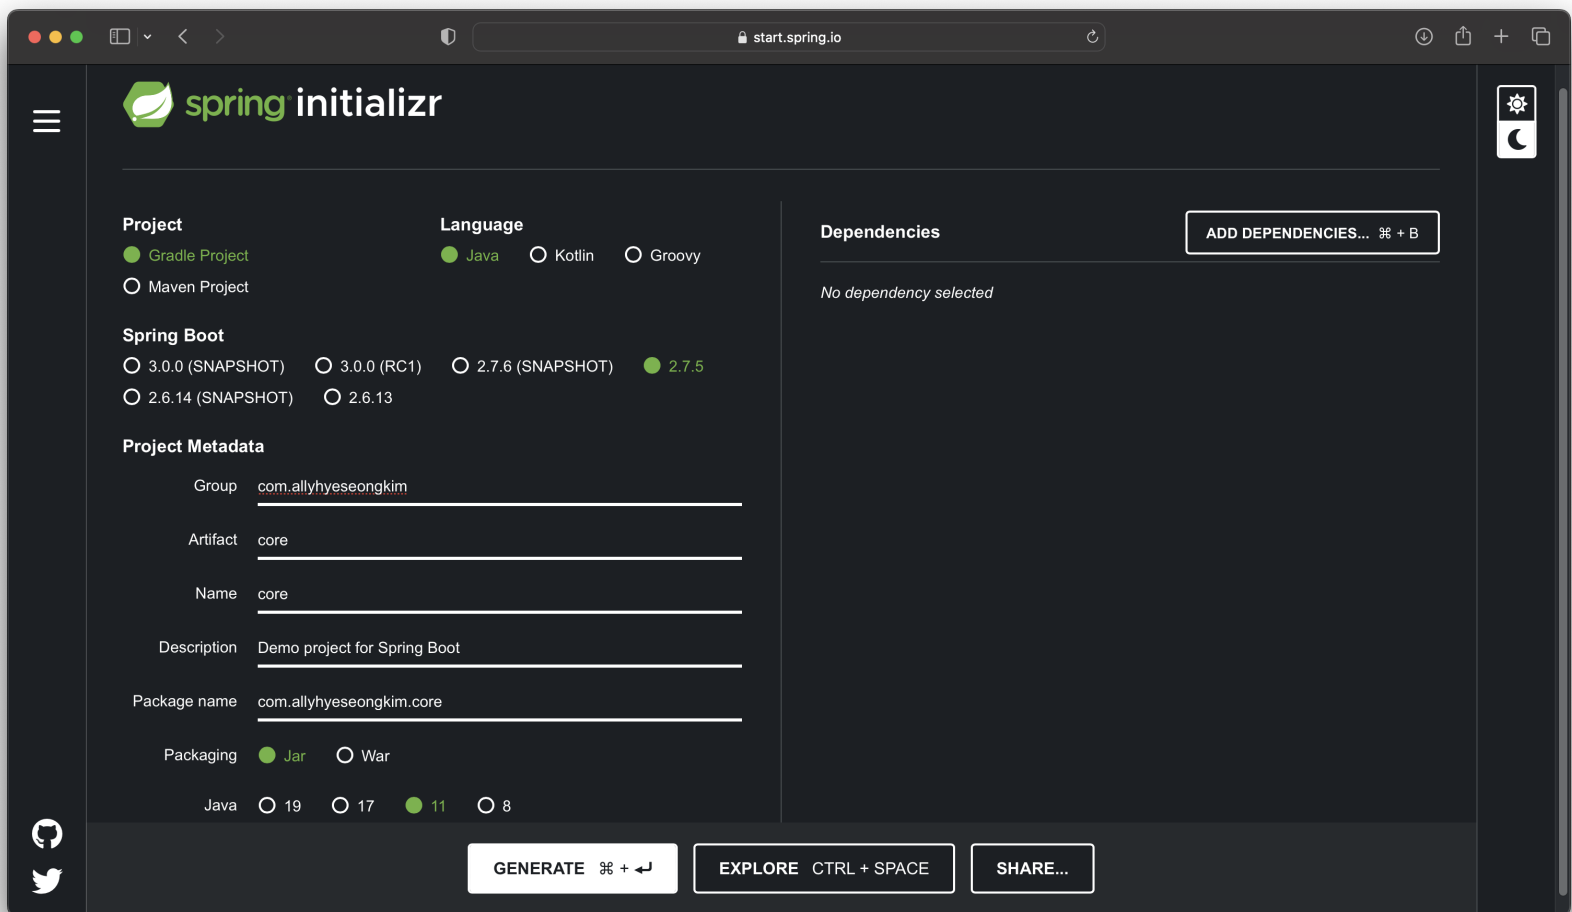 start.spring.io
spring initializr
Project
Gradle Project
Maven Project
Language
Java Kotlin Groovy
Spring Boot
3.0.0 (SNAPSHOT) 3.0.0 (RC1) 2.7.6 (SNAPSHOT) 2.7.5
2.6.14 (SNAPSHOT) 2.6.13
Project Metadata
Group com.allyhyeseongkim
Artifact core
Name core
Description Demo project for Spring Boot
Package name com.allyhyeseongkim.core
Packaging Jar War
Java 19 17 11 8
Dependencies
ADD DEPENDENCIES... ⌘ + B
No dependency selected
GENERATE ⌘ + ↵
EXPLORE CTRL + SPACE
SHARE...